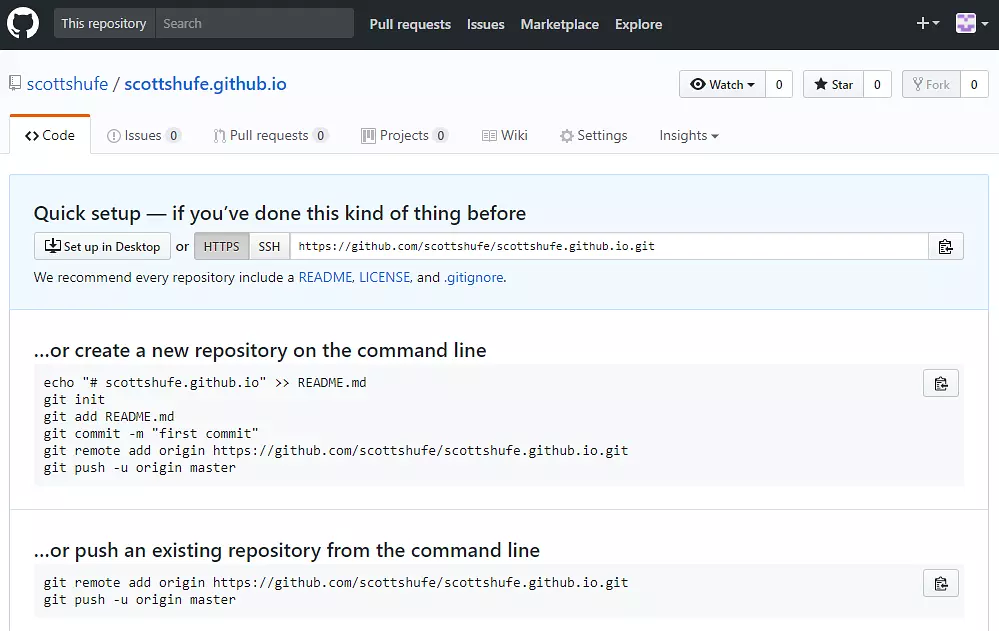 This repository Search Pull requests Issues Marketplace Explore
scottshufe / scottshufe.github.io Watch 0 Star 0 Fork 0
Code Issues 0 Pull requests 0 Projects 0 Wiki Settings Insights
Quick setup — if you’ve done this kind of thing before
Set up in Desktop or HTTPS SSH https://github.com/scottshufe/scottshufe.github.io.git
We recommend every repository include a README, LICENSE, and .gitignore.
…or create a new repository on the command line
echo "# scottshufe.github.io" >> README.md
git init
git add README.md
git commit -m "first commit"
git remote add origin https://github.com/scottshufe/scottshufe.github.io.git
git push -u origin master
…or push an existing repository from the command line
git remote add origin https://github.com/scottshufe/scottshufe.github.io.git
git push -u origin master